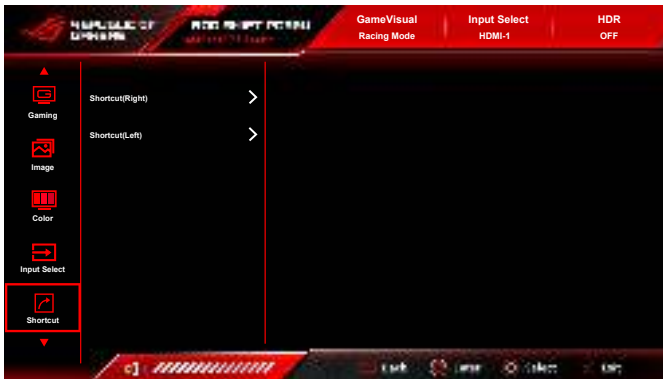 GameVisual
Racing Mode
Input Select
HDMI-1
HDR
OFF
Gaming
Image
Color
Input Select
Shortcut
Shortcut(Right)
Shortcut(Left)